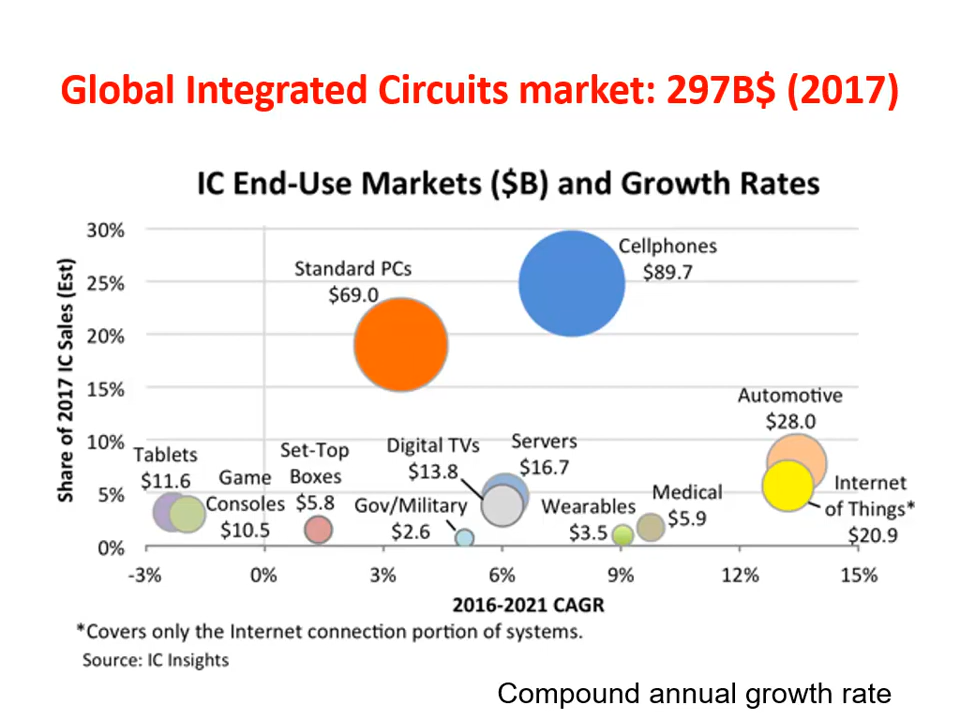 Global Integrated Circuits market: 297B$ (2017)
IC End-Use Markets ($B) and Growth Rates
Share of 2017 IC Sales (Est)
30%
25%
20%
15%
10%
5%
0%
Cellphones
$89.7
Standard PCs
$69.0
Automotive
$28.0
Tablets
$11.6
Game
Consoles
$10.5
Set-Top
Boxes
$5.8
Digital TVs
$13.8
Servers
$16.7
Gov/Military
$2.6
Wearables
$3.5
Medical
$5.9
Internet
of Things*
$20.9
-3%
0%
3%
6%
9%
12%
15%
2016-2021 CAGR
*Covers only the Internet connection portion of systems.
Source: IC Insights
Compound annual growth rate